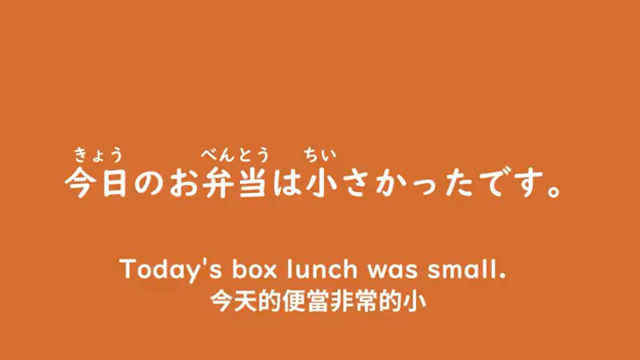 きょう べんとう ちい
今日のお弁当は小さかったです。
Today's box lunch was small.
今天的便當非常的小